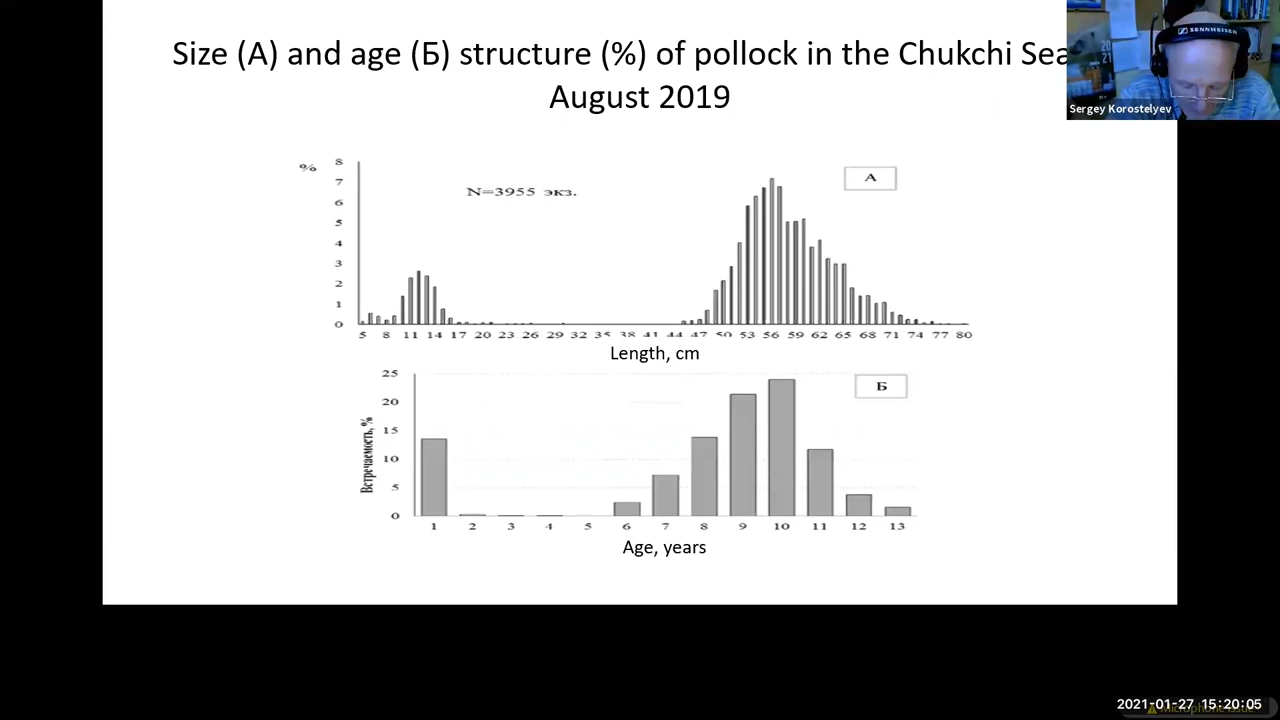 Size (A) and age (Б) structure (%) of pollock in the Chukchi Sea
August 2019
SENNHEISER
20
21
Sergey Korostelyev
%
8
7
6
5
4
3
2
1
0
N=3955 экз.
А
5 8 11 14 17 20 23 26 29 32 35 38 41 44 47 50 53 56 59 62 65 68 71 74 77 80
Length, cm
Встречаемость, %
25
20
15
10
5
0
Б
1 2 3 4 5 6 7 8 9 10 11 12 13
Age, years
2021-01-27 15:20:05